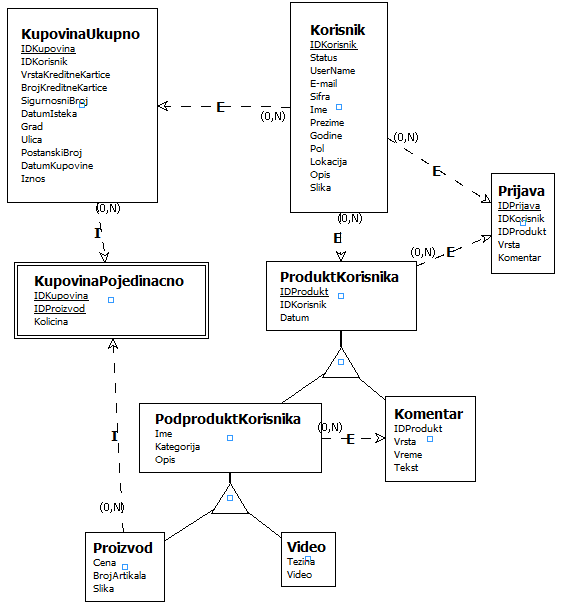 KupovinaUkupno
IDKupovina
IDKorisnik
VrstaKreditneKartice
BrojKreditneKartice
SigurnosniBroj
DatumIsteka
Grad
Ulica
PostanskiBroj
DatumKupovine
Iznos
Korisnik
IDKorisnik
Status
UserName
E-mail
Sifra
Ime
Prezime
Godine
Pol
Lokacija
Opis
Slika
E
(0,N)
(0,N)
E
Prijava
IDPrijava
IDKorisnik
IDProdukt
Vrsta
Komentar
(0,N)
I
(0,N)
E
(0,N)
E
KupovinaPojedinacno
IDKupovina
IDProizvod
Kolicina
ProduktKorisnika
IDProdukt
IDKorisnik
Datum
PodproduktKorisnika
Ime
Kategorija
Opis
(0,N)
E
Komentar
IDProdukt
Vrsta
Vreme
Tekst
I
(0,N)
Proizvod
Cena
BrojArtikala
Slika
Video
Tezina
Video